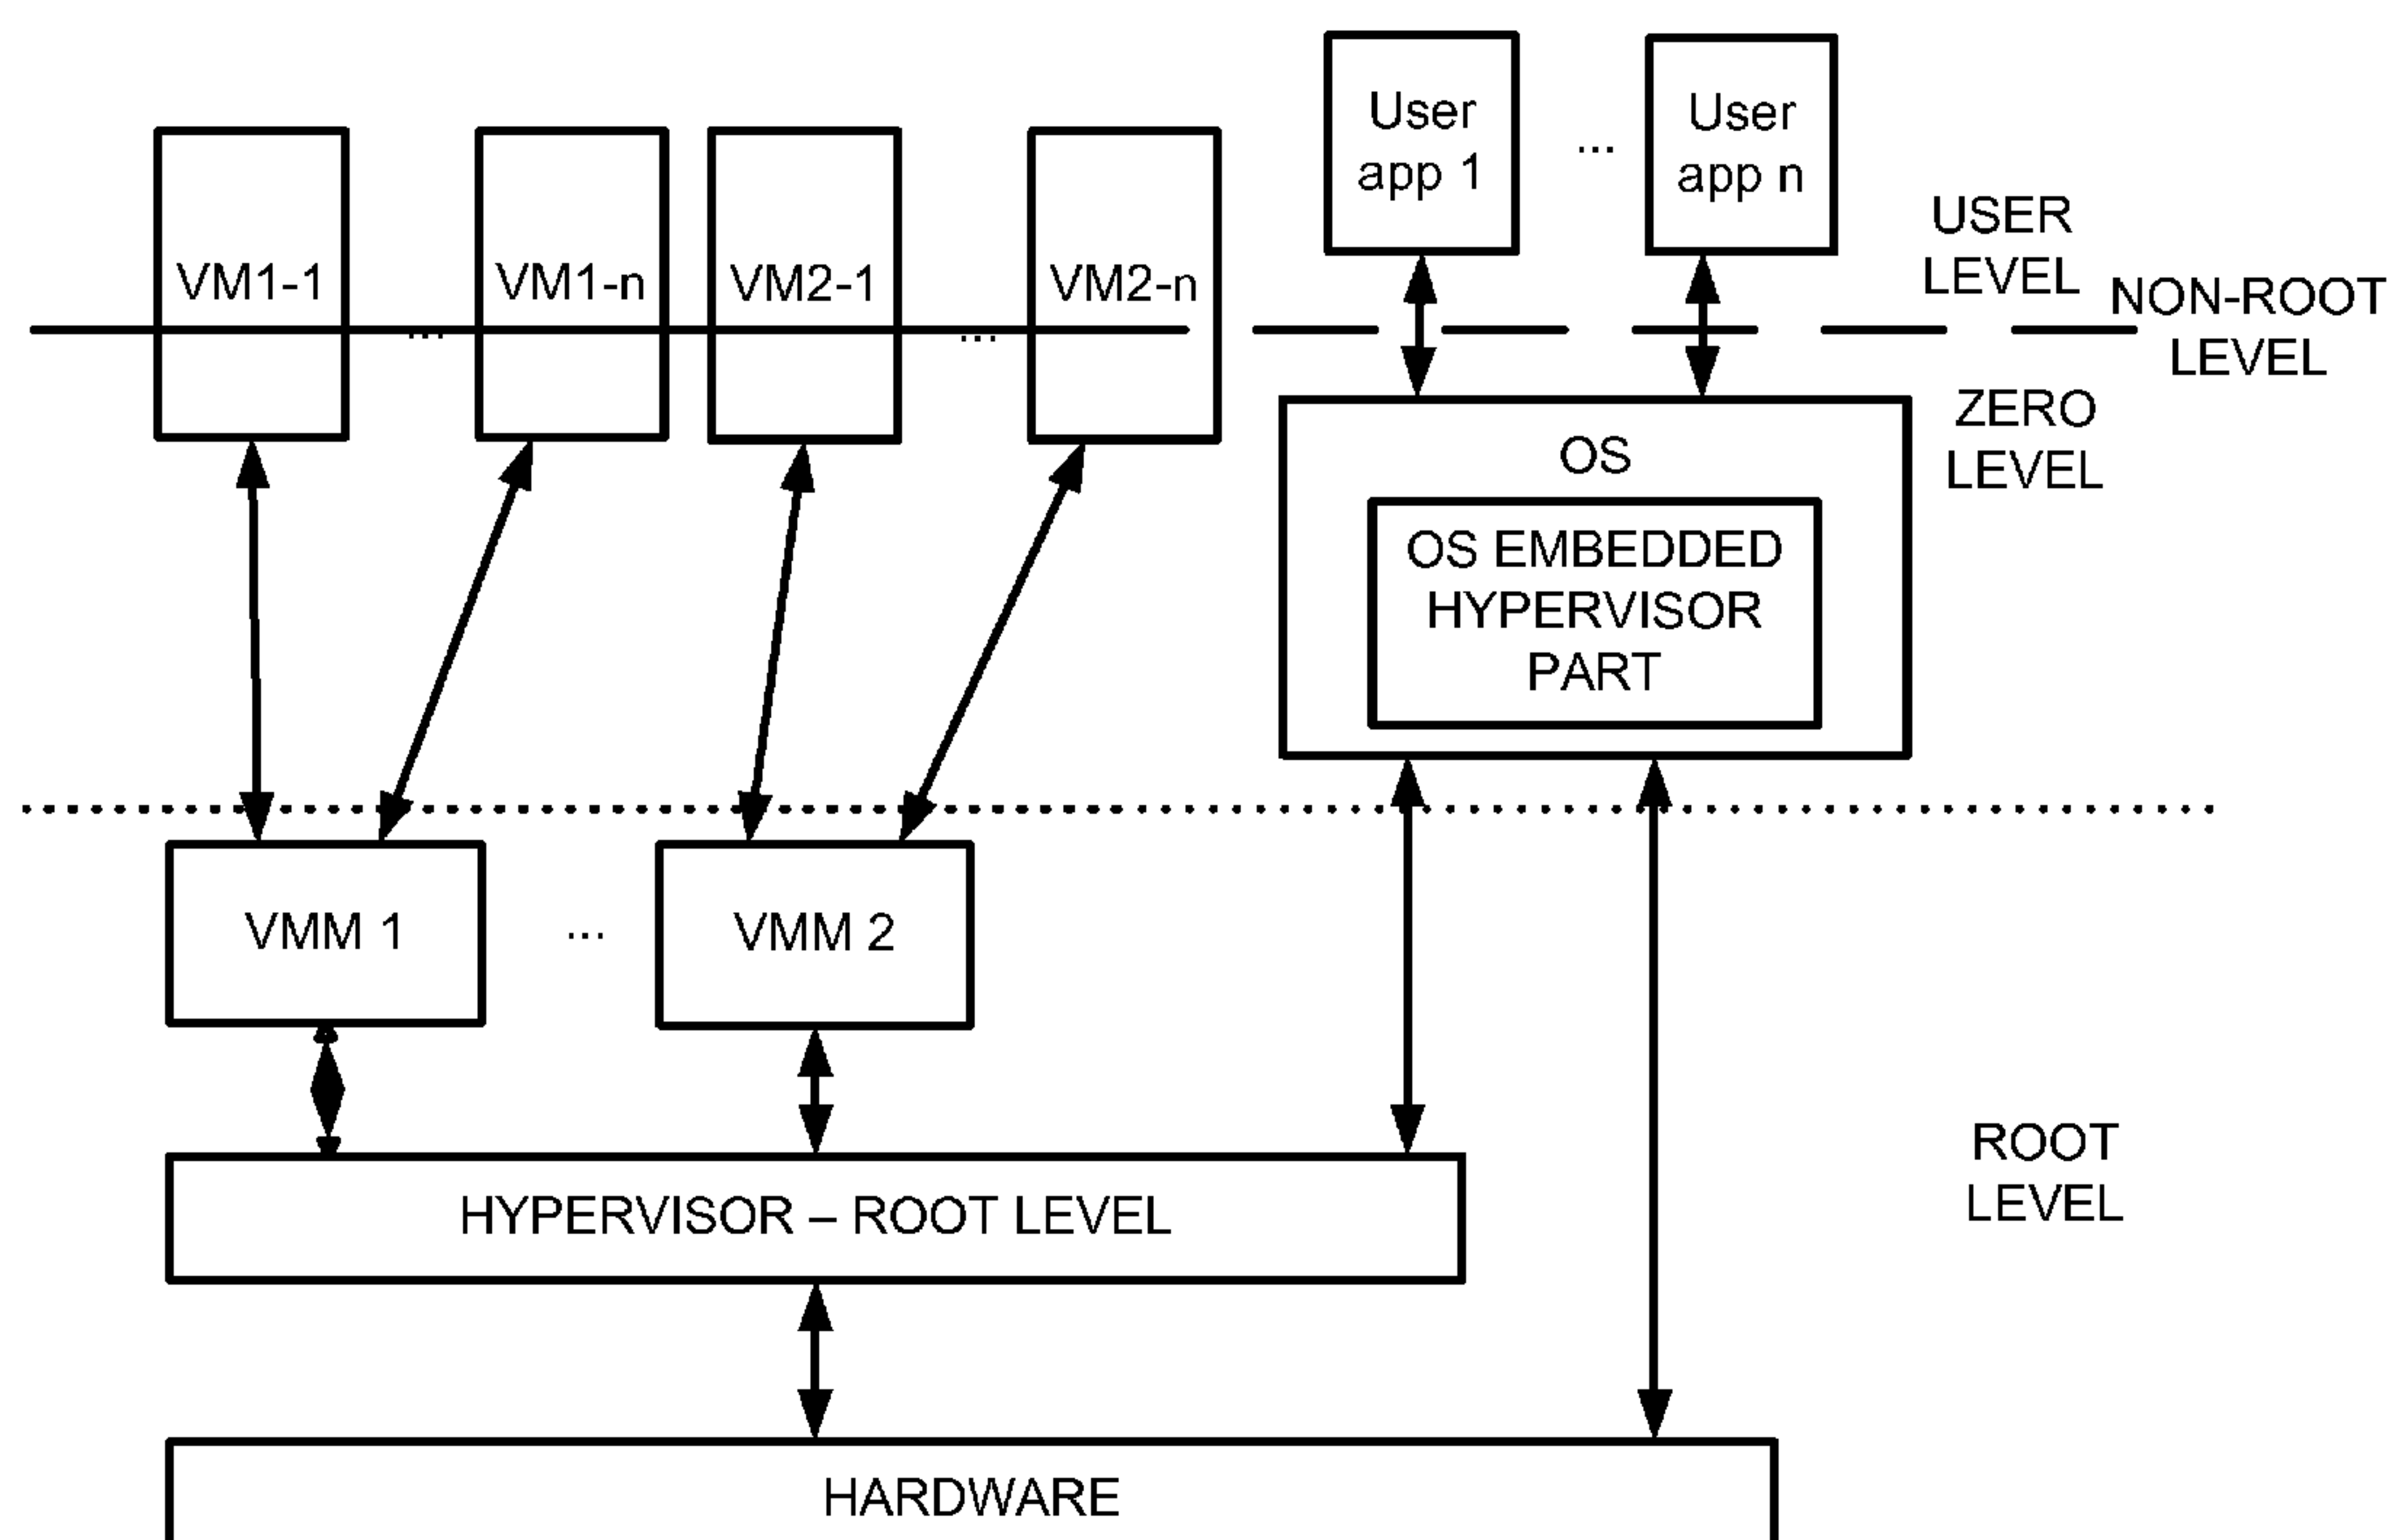 User
app 1
...
User
app n
USER
LEVEL
NON-ROOT
LEVEL
VM1-1
...
VM1-n
VM2-1
...
VM2-n
ZERO
LEVEL
OS
OS EMBEDDED
HYPERVISOR
PART
VMM 1
...
VMM 2
ROOT
LEVEL
HYPERVISOR – ROOT LEVEL
HARDWARE